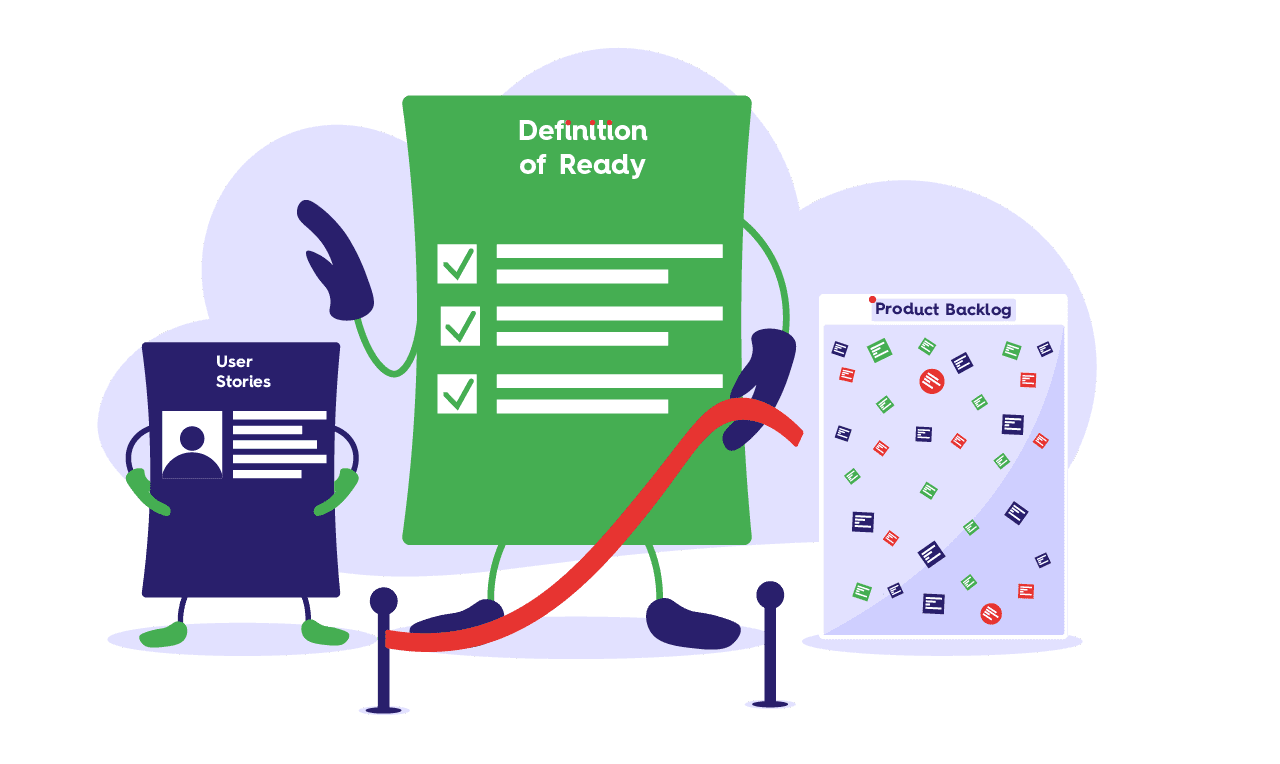 Definition
of Ready
User
Stories
Product Backlog